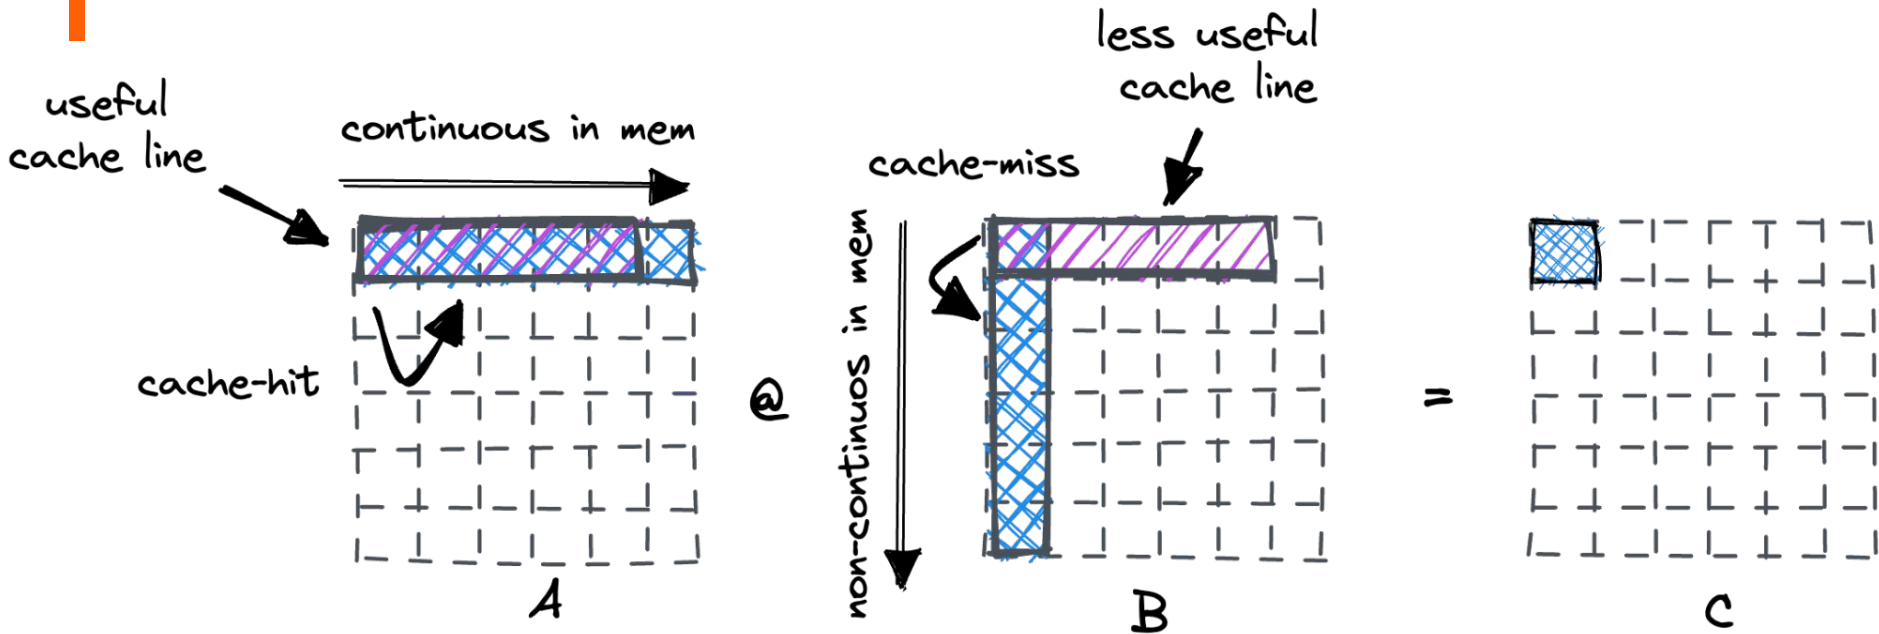 useful
cache line
continuous in mem
cache-hit
A
@
less useful
cache line
cache-miss
non-continuos in mem
B
=
C